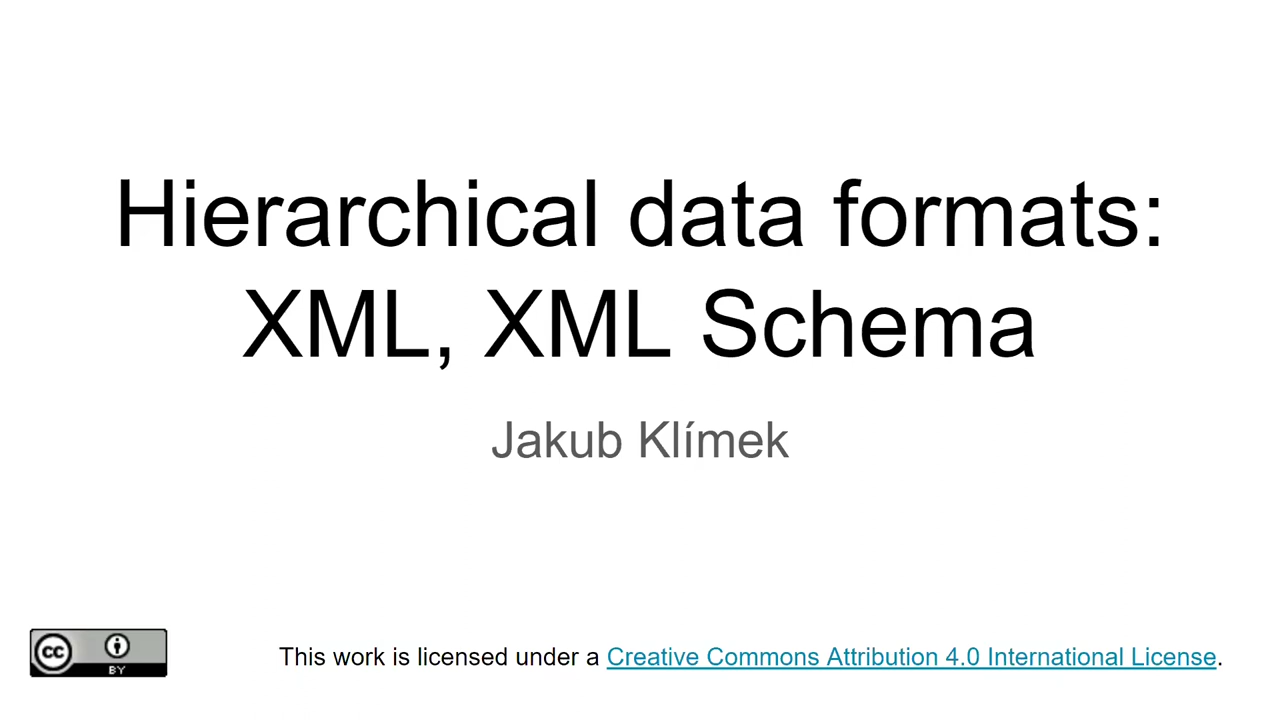 Hierarchical data formats:
XML, XML Schema
Jakub Klímek
cc
BY
This work is licensed under a Creative Commons Attribution 4.0 International License.